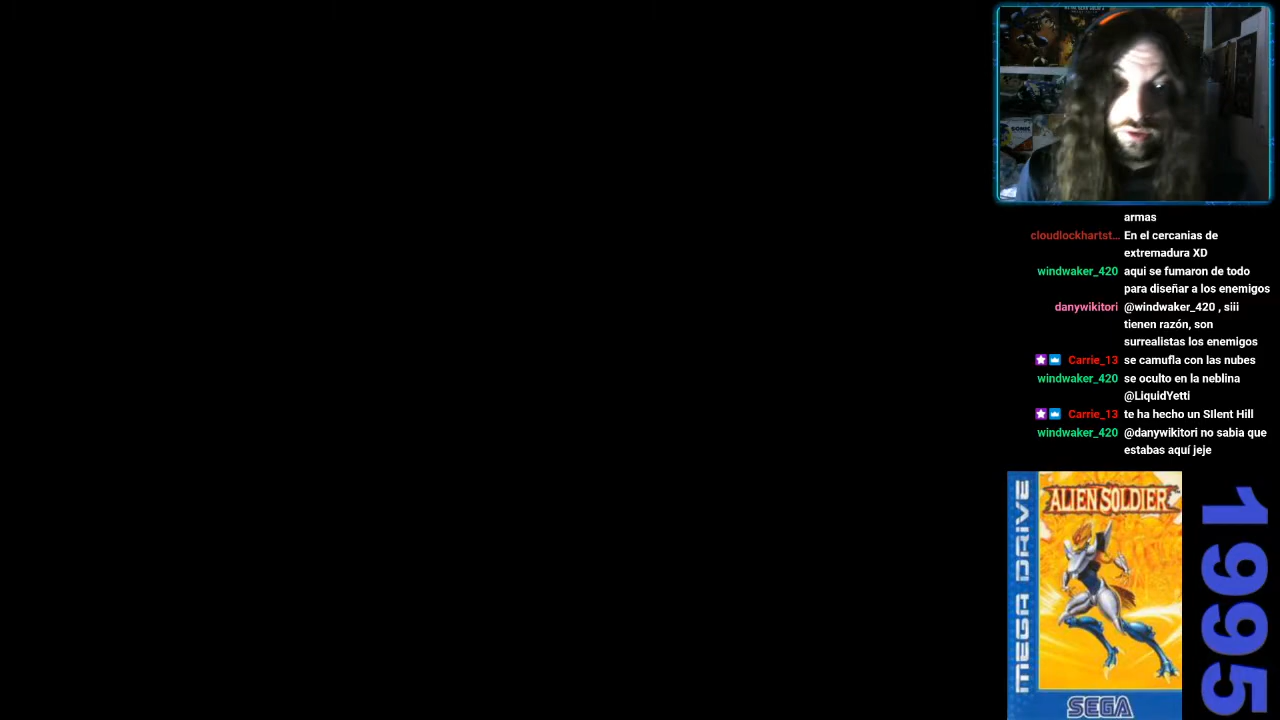 SONIC
armas
cloudlockhartst... En el cercanias de
extremadura XD
windwaker_420 aqui se fumaron de todo
para diseñar a los enemigos
danywikitori @windwaker_420 , siii
tienen razón, son
surrealistas los enemigos
Carrie_13 se camufla con las nubes
windwaker_420 se oculto en la neblina
@LiquidYetti
Carrie_13 te ha hecho un SIlent Hill
windwaker_420 @danywikitori no sabia que
estabas aquí jeje
ALIEN SOLDIER
MEGA DRIVE
SEGA
1995